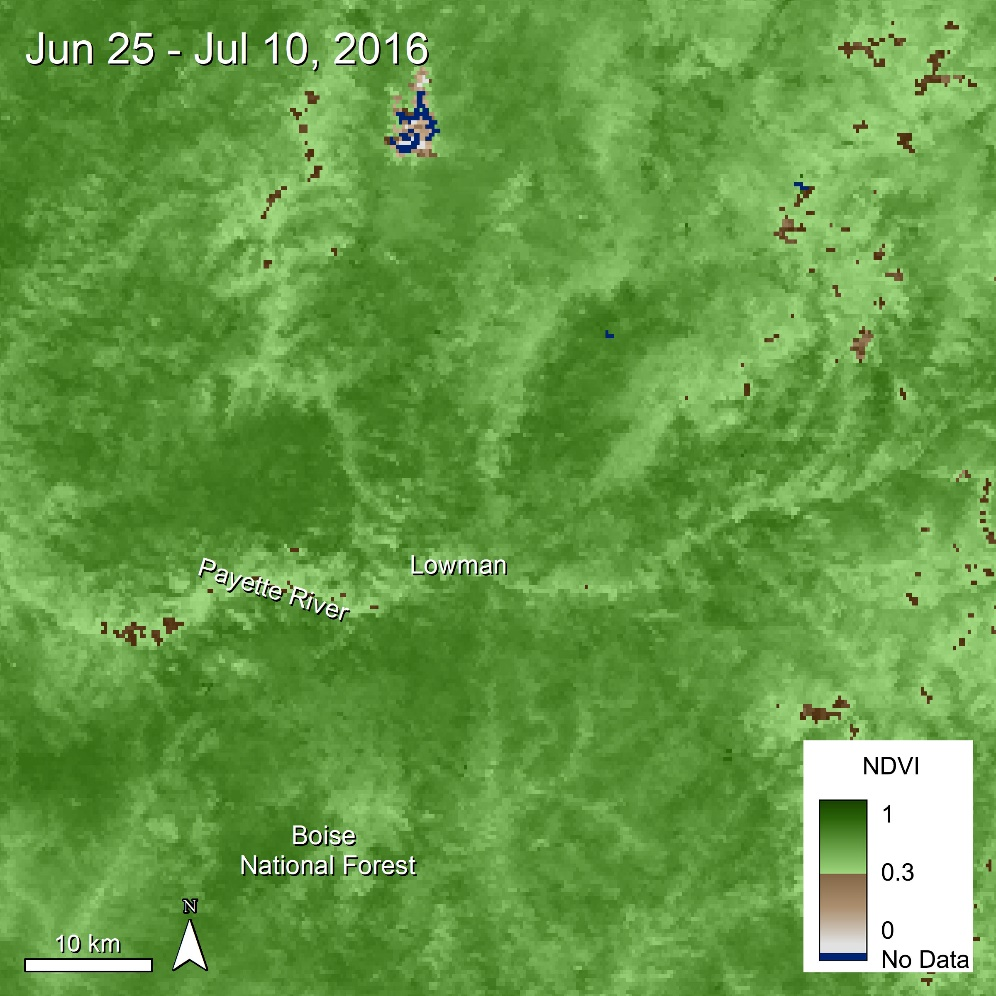 Jun 25 - Jul 10, 2016
Lowman
Payette River
Boise
National Forest
N
10 km
NDVI
1
0.3
0
No Data